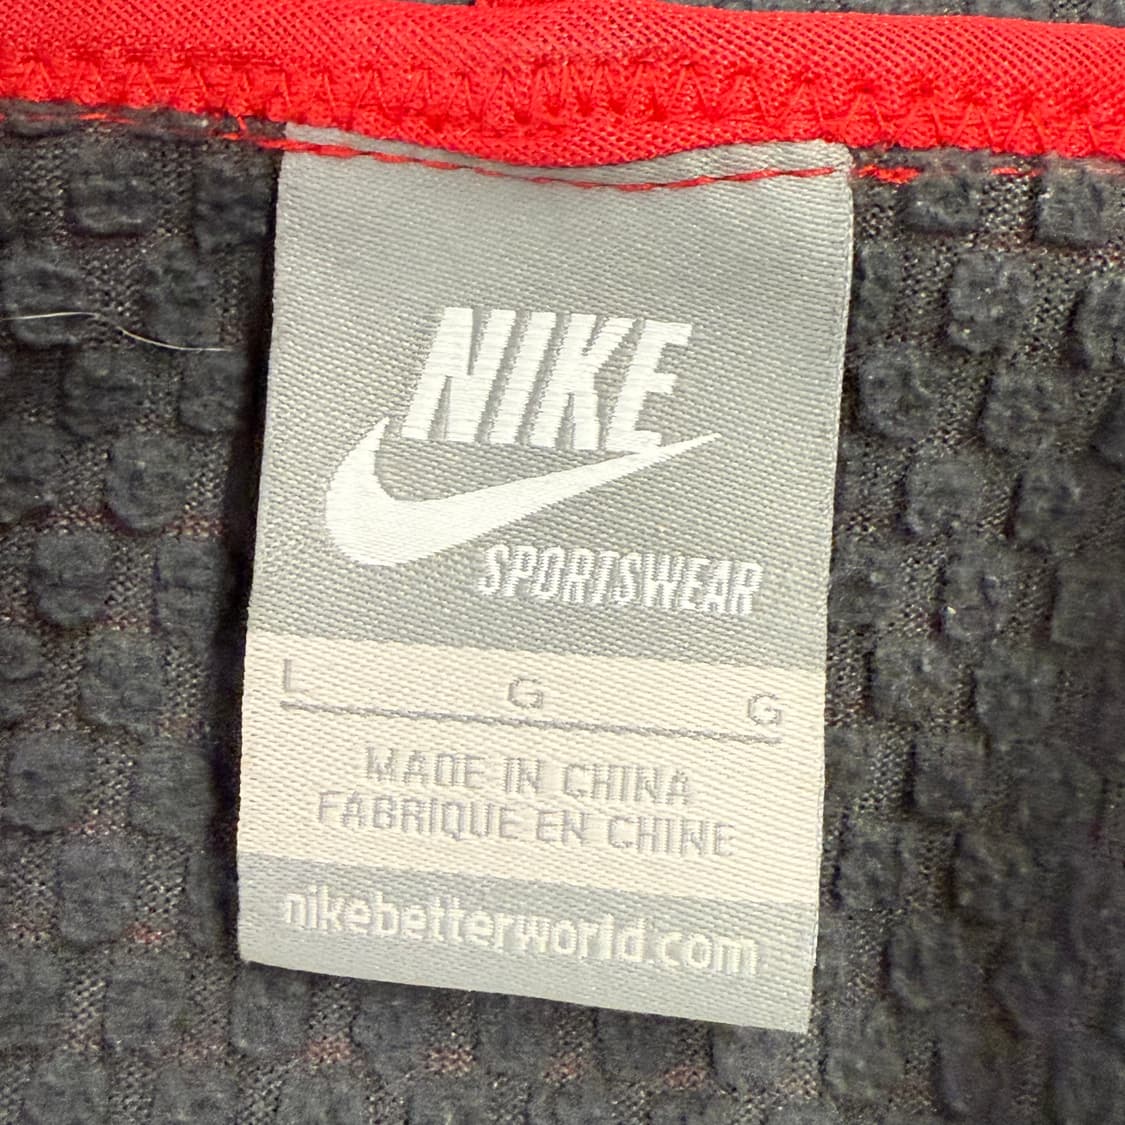 NIKE
SPORTSWEAR
L G G
MADE IN CHINA
FABRIQUE EN CHINE
nikebetterworld.com